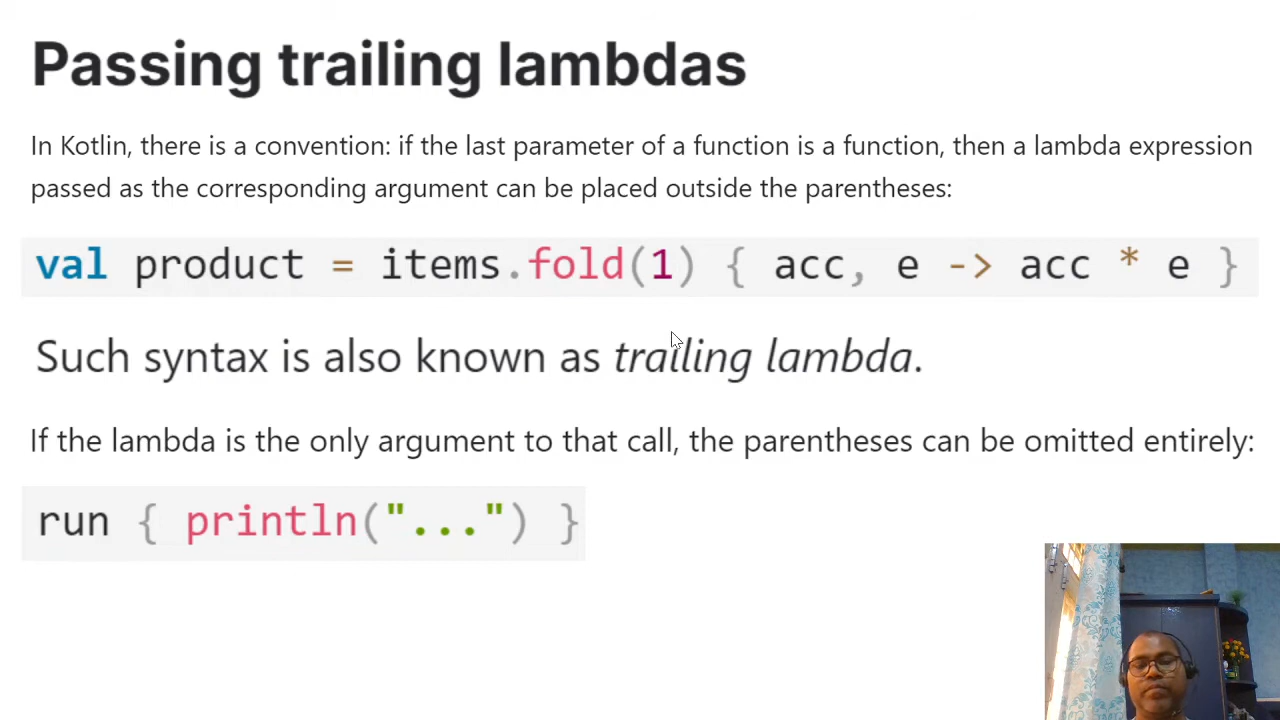 Passing trailing lambdas
In Kotlin, there is a convention: if the last parameter of a function is a function, then a lambda expression
passed as the corresponding argument can be placed outside the parentheses:
val product = items.fold(1) { acc, e -> acc * e }
Such syntax is also known as trailing lambda.
If the lambda is the only argument to that call, the parentheses can be omitted entirely:
run { println("...") }